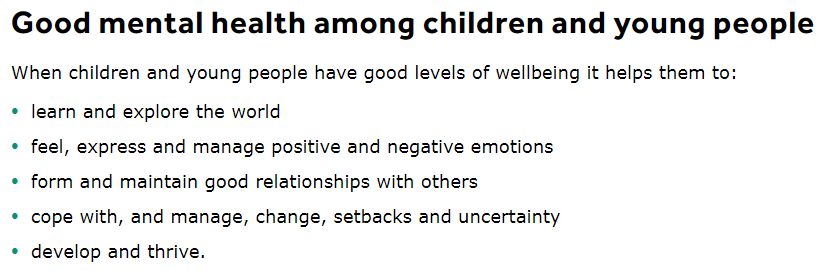 Good mental health among children and young people
When children and young people have good levels of wellbeing it helps them to:
• learn and explore the world
• feel, express and manage positive and negative emotions
• form and maintain good relationships with others
• cope with, and manage, change, setbacks and uncertainty
• develop and thrive.